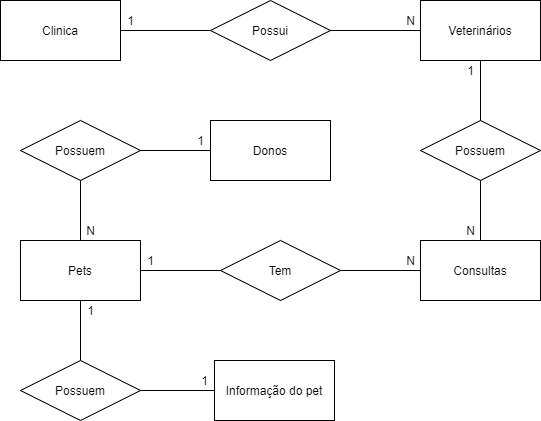 Clinica 1 Possui N Veterinários
1
Possuem 1 Donos Possuem
N N
Pets 1 Tem N Consultas
1
Possuem 1 Informação do pet